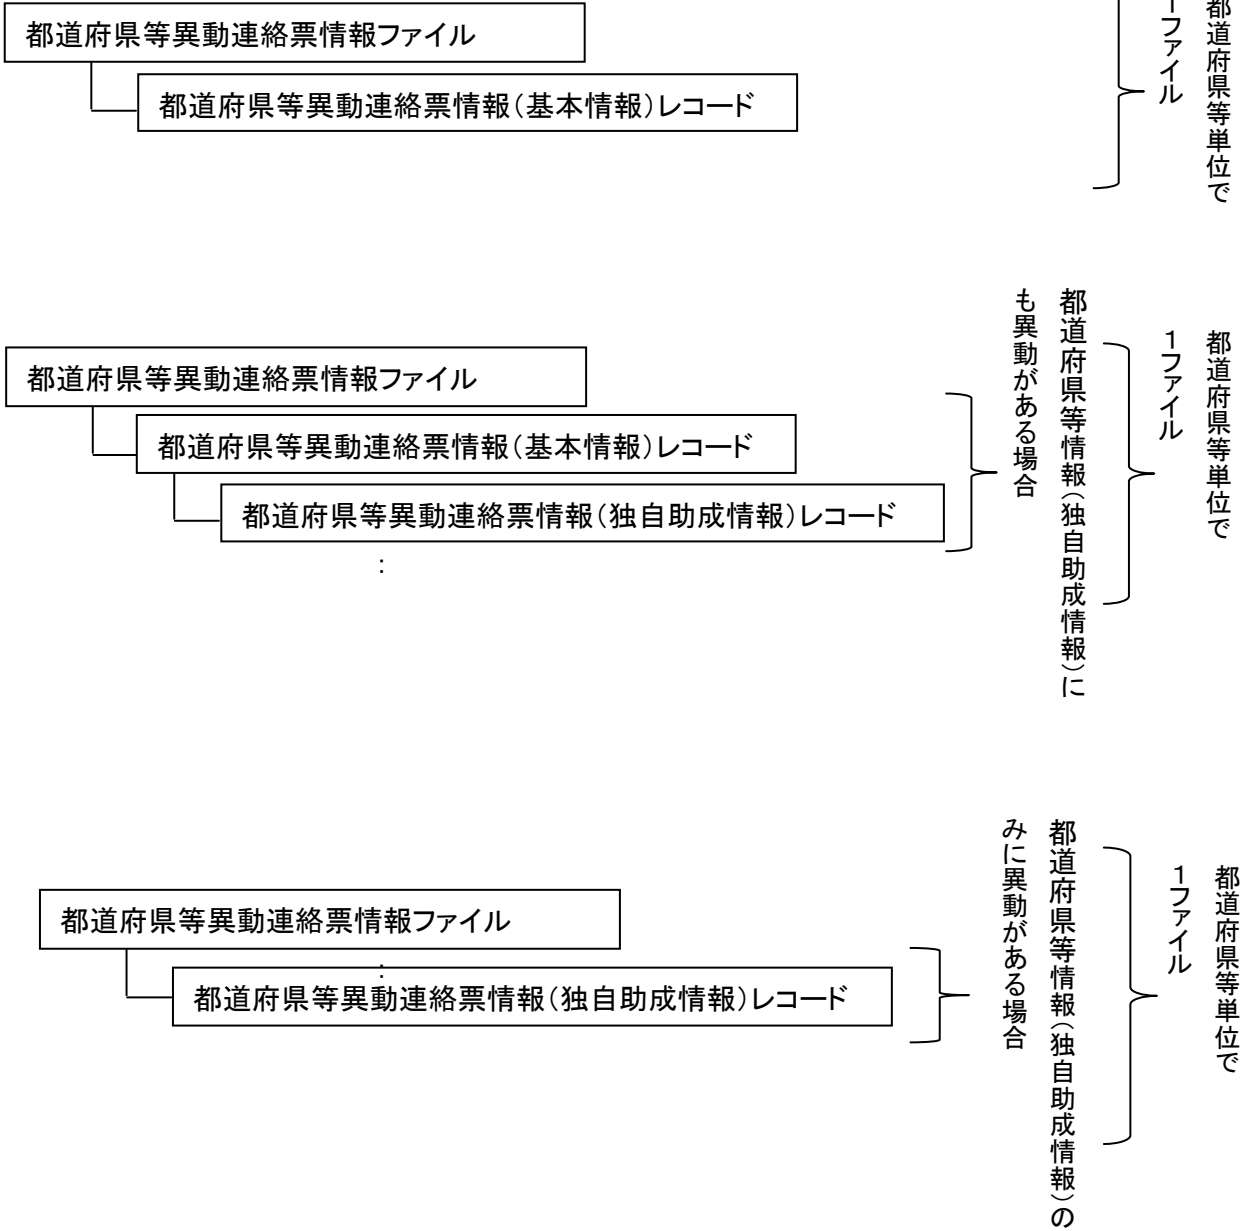 都道府県等異動連絡票情報ファイル
都道府県等異動連絡票情報（基本情報）レコード
都道府県等単位で
1ファイル
都道府県等異動連絡票情報ファイル
都道府県等異動連絡票情報（基本情報）レコード
都道府県等異動連絡票情報（独自助成情報）レコード
：
都道府県等単位で
1ファイル
都道府県等情報（独自助成情報）に
も異動がある場合
都道府県等異動連絡票情報ファイル
：
都道府県等異動連絡票情報（独自助成情報）レコード
都道府県等単位で
1ファイル
都道府県等情報（独自助成情報）の
みに異動がある場合